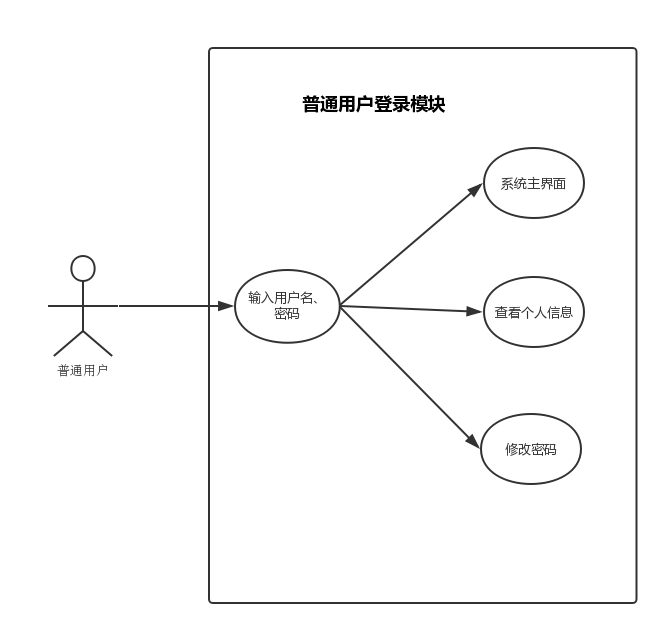 普通用户登录模块
系统主界面
输入用户名、
密码
查看个人信息
普通用户
修改密码